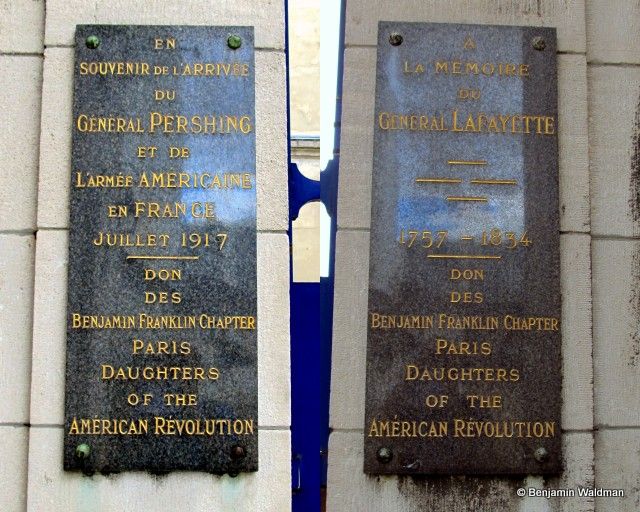 EN
SOUVENIR DE L'ARRIVÉE
DU
GÉNÉRAL PERSHING
ET DE
L'ARMÉE AMÉRICAINE
EN FRANCE
JUILLET 1917
DON
DES
BENJAMIN FRANKLIN CHAPTER
PARIS
DAUGHTERS
OF THE
AMÉRICAN RÉVOLUTION
A
LA MÉMOIRE
DU
GÉNÉRAL LAFAYETTE
1757 - 1834
DON
DES
BENJAMIN FRANKLIN CHAPTER
PARIS
DAUGHTERS
OF THE
AMÉRICAN RÉVOLUTION
© Benjamin Waldman